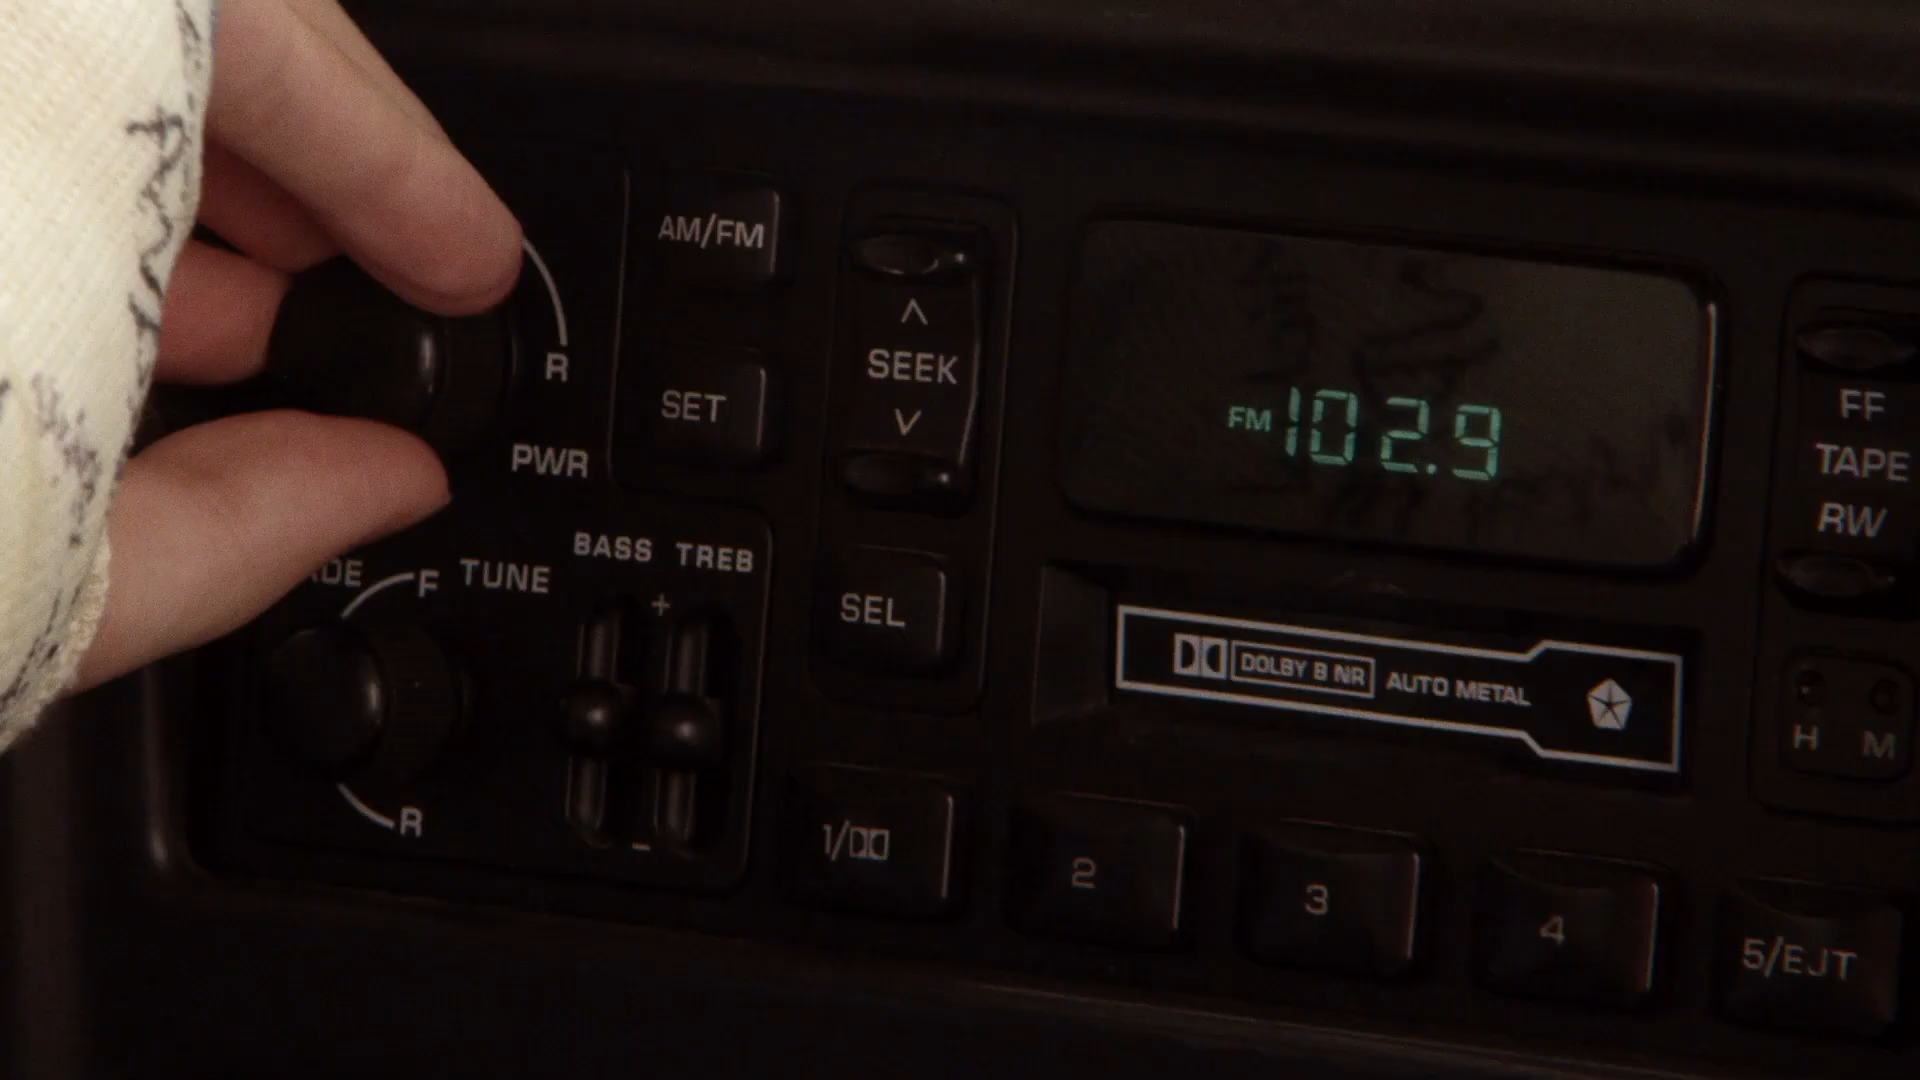 AM/FM
SEEK
FM 102.9
FF
TAPE
RW
R
SET
PWR
BASS TREB
F TUNE
+
SEL
DOLBY B NR AUTO METAL
H M
R
-
1/
2
3
4
5/EJT